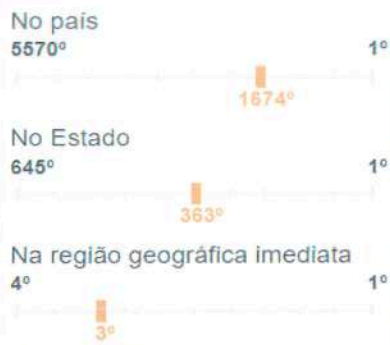 No país
5570º 1º
1674º
No Estado
645º 1º
363º
Na região geográfica imediata
4º 1º
3º